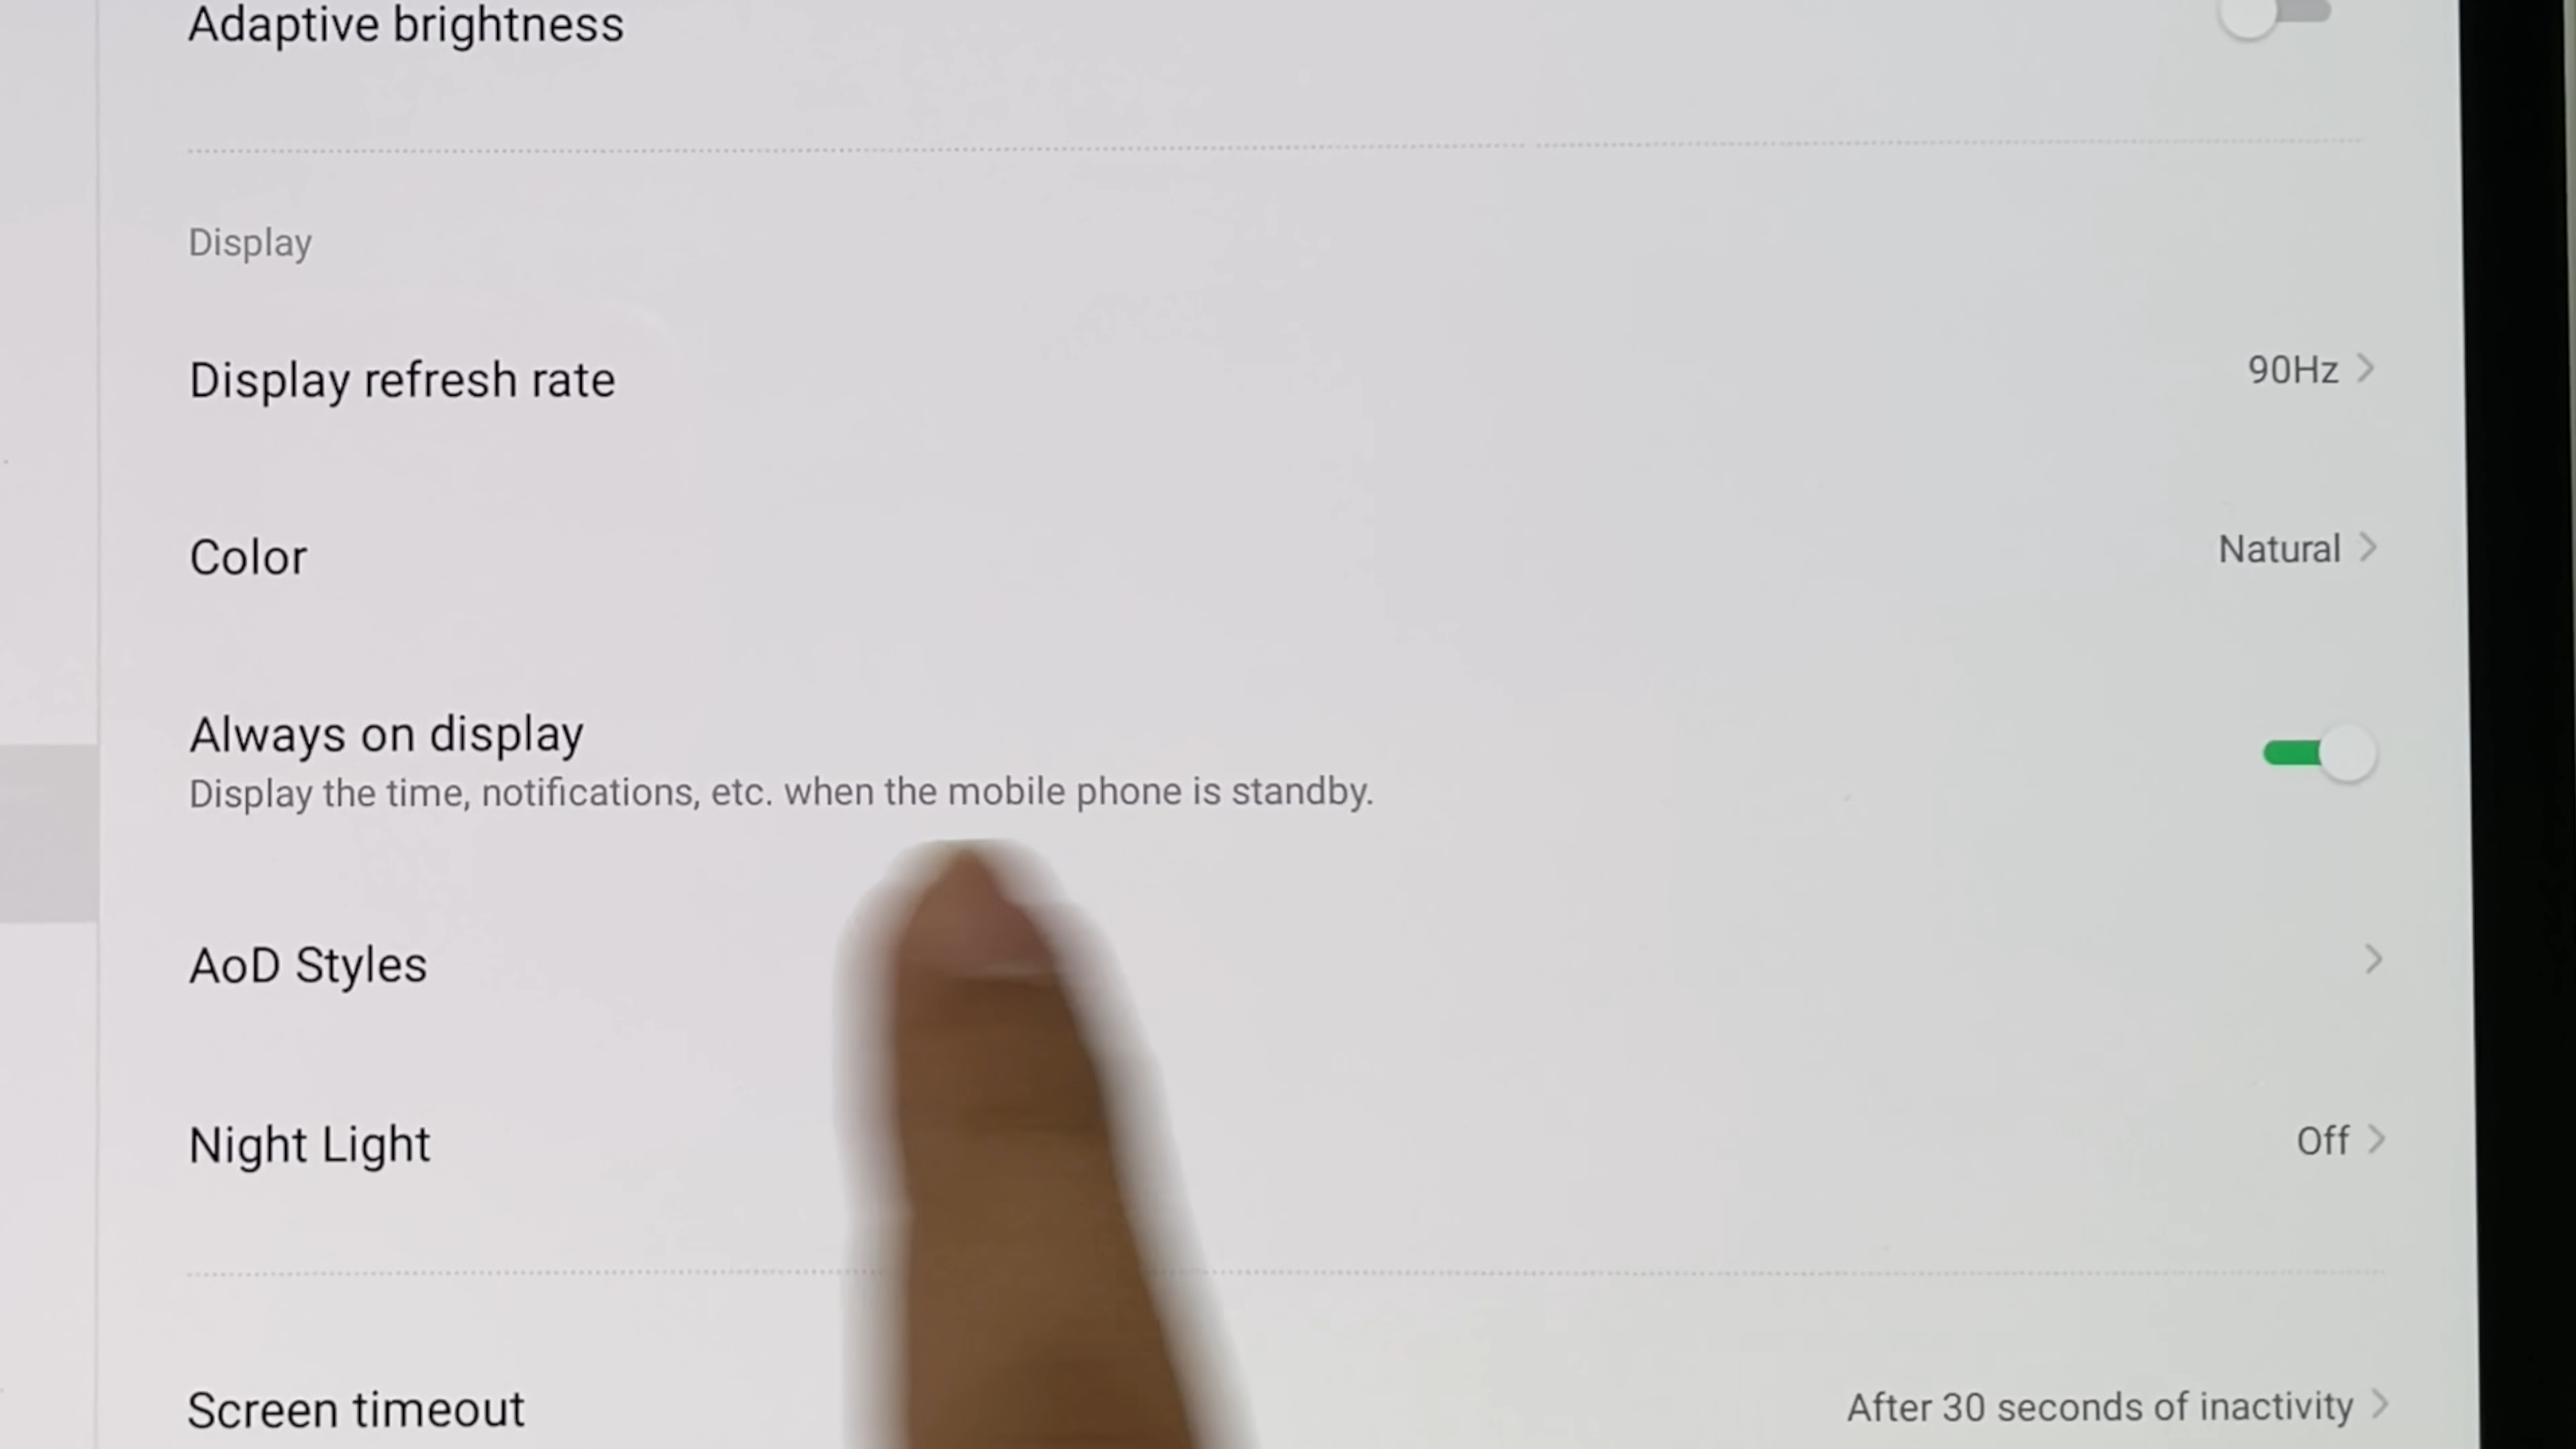 Adaptive brightness
Display
Display refresh rate
90Hz
Color
Natural
Always on display
Display the time, notifications, etc. when the mobile phone is standby.
AoD Styles
Night Light
Off
Screen timeout
After 30 seconds of inactivity